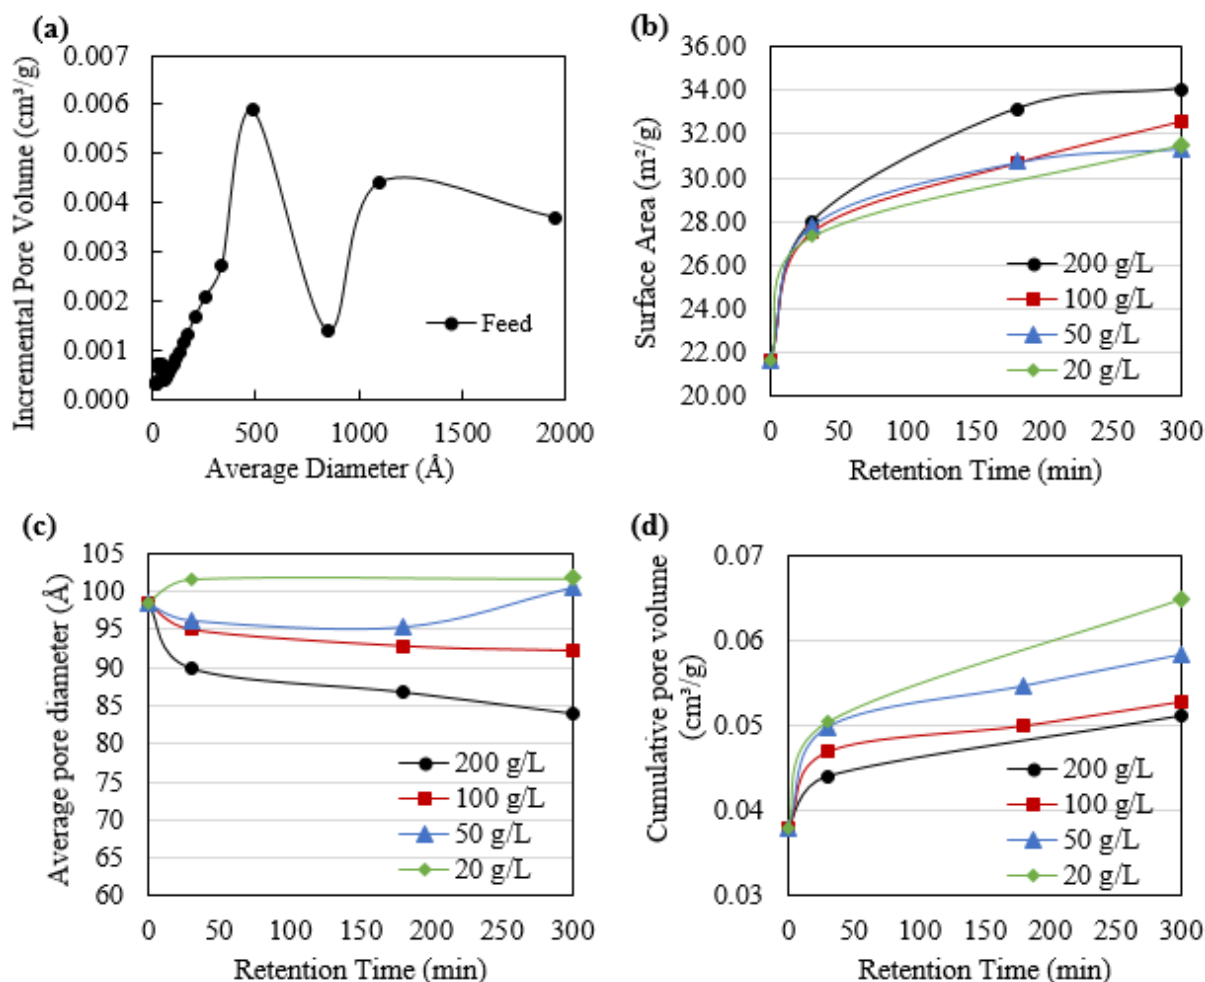 (a)
0.007
0.006
0.005
0.004
0.003
0.002
0.001
0.000
Incremental Pore Volume (cm³/g)
Feed
0 500 1000 1500 2000
Average Diameter (Å)
(b)
36.00
34.00
32.00
30.00
28.00
26.00
24.00
22.00
20.00
Surface Area (m²/g)
200 g/L
100 g/L
50 g/L
20 g/L
0 50 100 150 200 250 300
Retention Time (min)
(c)
105
100
95
90
85
80
75
70
65
60
Average pore diameter (Å)
200 g/L
100 g/L
50 g/L
20 g/L
0 50 100 150 200 250 300
Retention Time (min)
(d)
0.07
0.06
0.05
0.04
0.03
Cumulative pore volume
(cm³/g)
200 g/L
100 g/L
50 g/L
20 g/L
0 50 100 150 200 250 300
Retention Time (min)